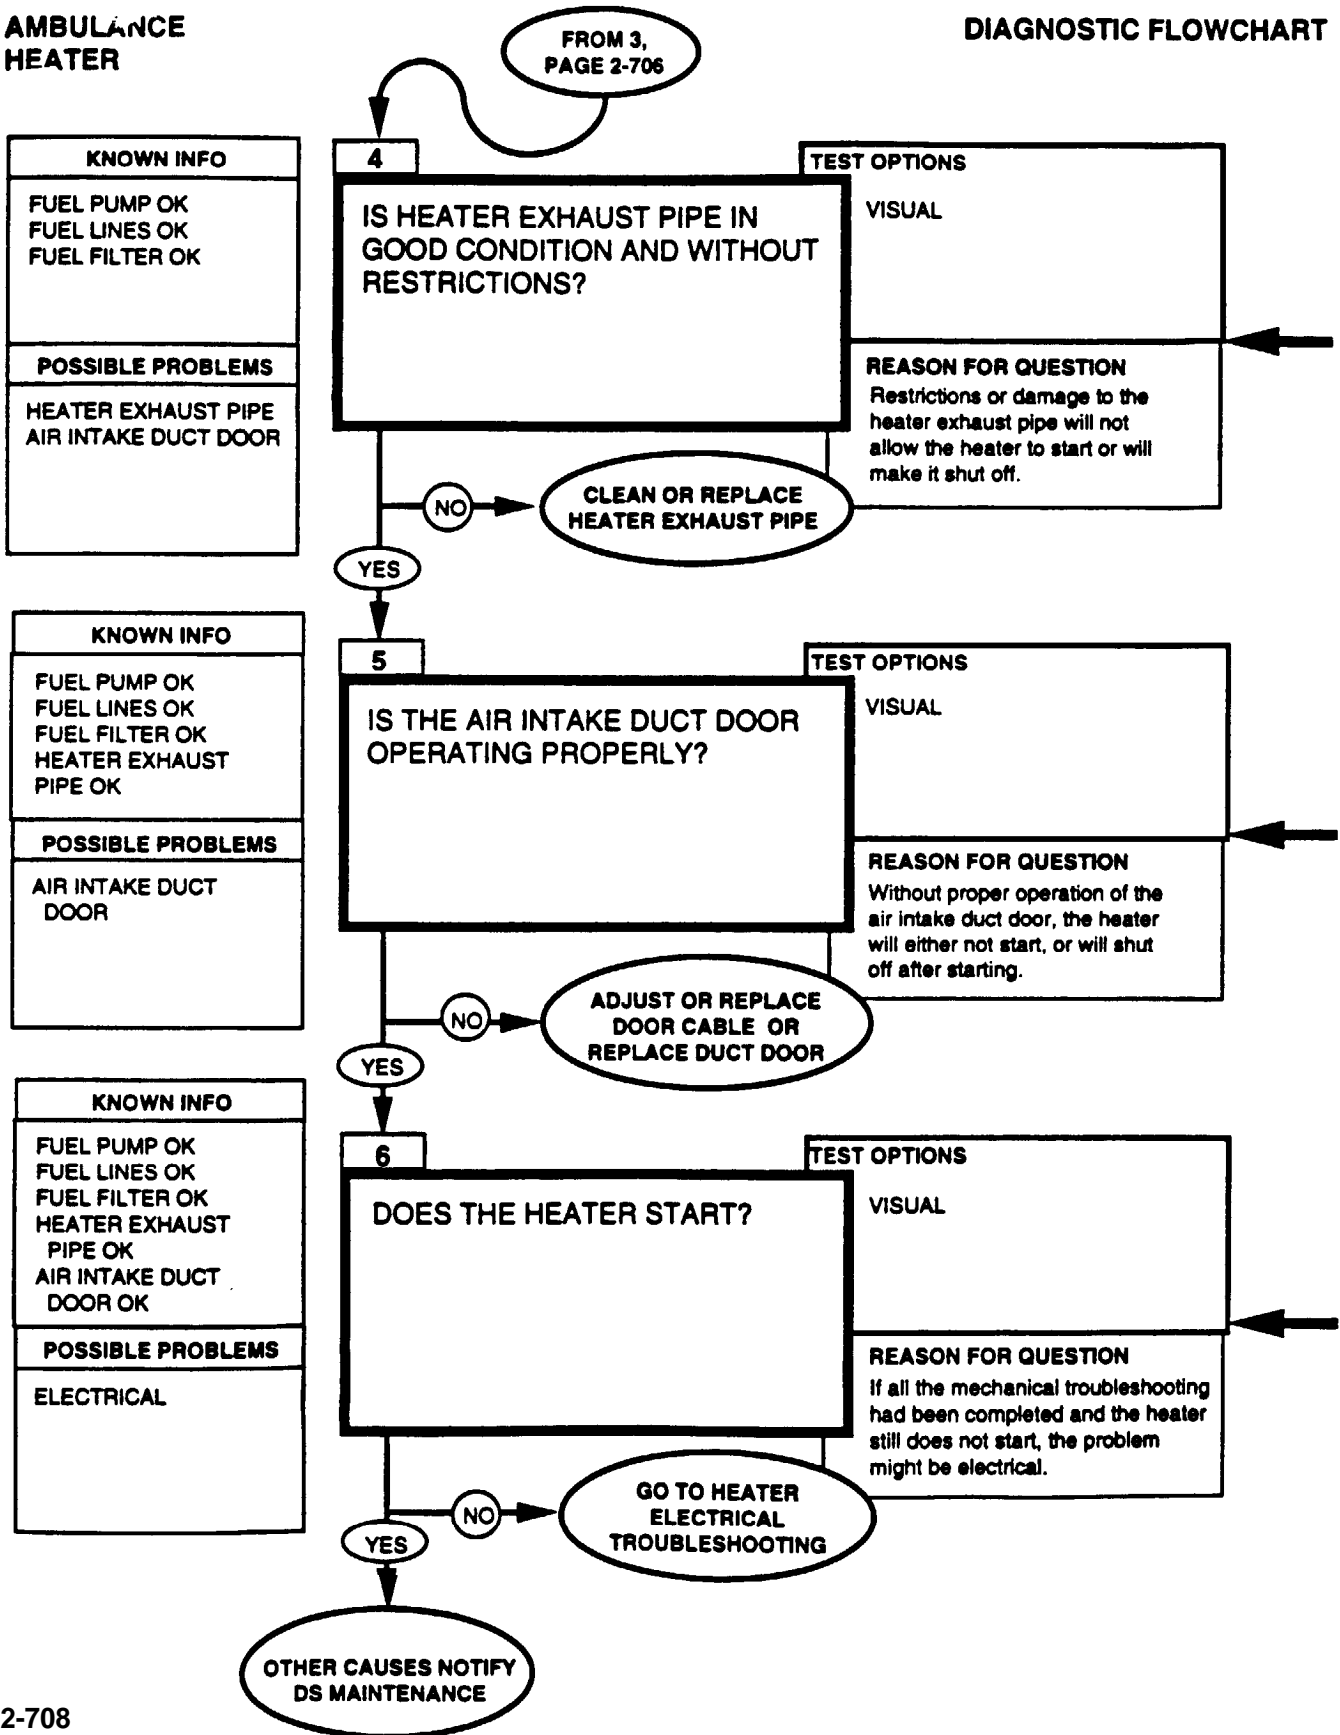 AMBULANCE
HEATER
DIAGNOSTIC FLOWCHART
FROM 3,
PAGE 2-706
KNOWN INFO
FUEL PUMP OK
FUEL LINES OK
FUEL FILTER OK
POSSIBLE PROBLEMS
HEATER EXHAUST PIPE
AIR INTAKE DUCT DOOR
4
IS HEATER EXHAUST PIPE IN
GOOD CONDITION AND WITHOUT
RESTRICTIONS?
TEST OPTIONS
VISUAL
REASON FOR QUESTION
Restrictions or damage to the
heater exhaust pipe will not
allow the heater to start or will
make it shut off.
NO
CLEAN OR REPLACE
HEATER EXHAUST PIPE
YES
KNOWN INFO
FUEL PUMP OK
FUEL LINES OK
FUEL FILTER OK
HEATER EXHAUST
PIPE OK
POSSIBLE PROBLEMS
AIR INTAKE DUCT
DOOR
5
IS THE AIR INTAKE DUCT DOOR
OPERATING PROPERLY?
TEST OPTIONS
VISUAL
REASON FOR QUESTION
Without proper operation of the
air intake duct door, the heater
will either not start, or will shut
off after starting.
NO
ADJUST OR REPLACE
DOOR CABLE OR
REPLACE DUCT DOOR
YES
KNOWN INFO
FUEL PUMP OK
FUEL LINES OK
FUEL FILTER OK
HEATER EXHAUST
PIPE OK
AIR INTAKE DUCT
DOOR OK
POSSIBLE PROBLEMS
ELECTRICAL
6
DOES THE HEATER START?
TEST OPTIONS
VISUAL
REASON FOR QUESTION
If all the mechanical troubleshooting
had been completed and the heater
still does not start, the problem
might be electrical.
NO
GO TO HEATER
ELECTRICAL
TROUBLESHOOTING
YES
OTHER CAUSES NOTIFY
DS MAINTENANCE
2-708